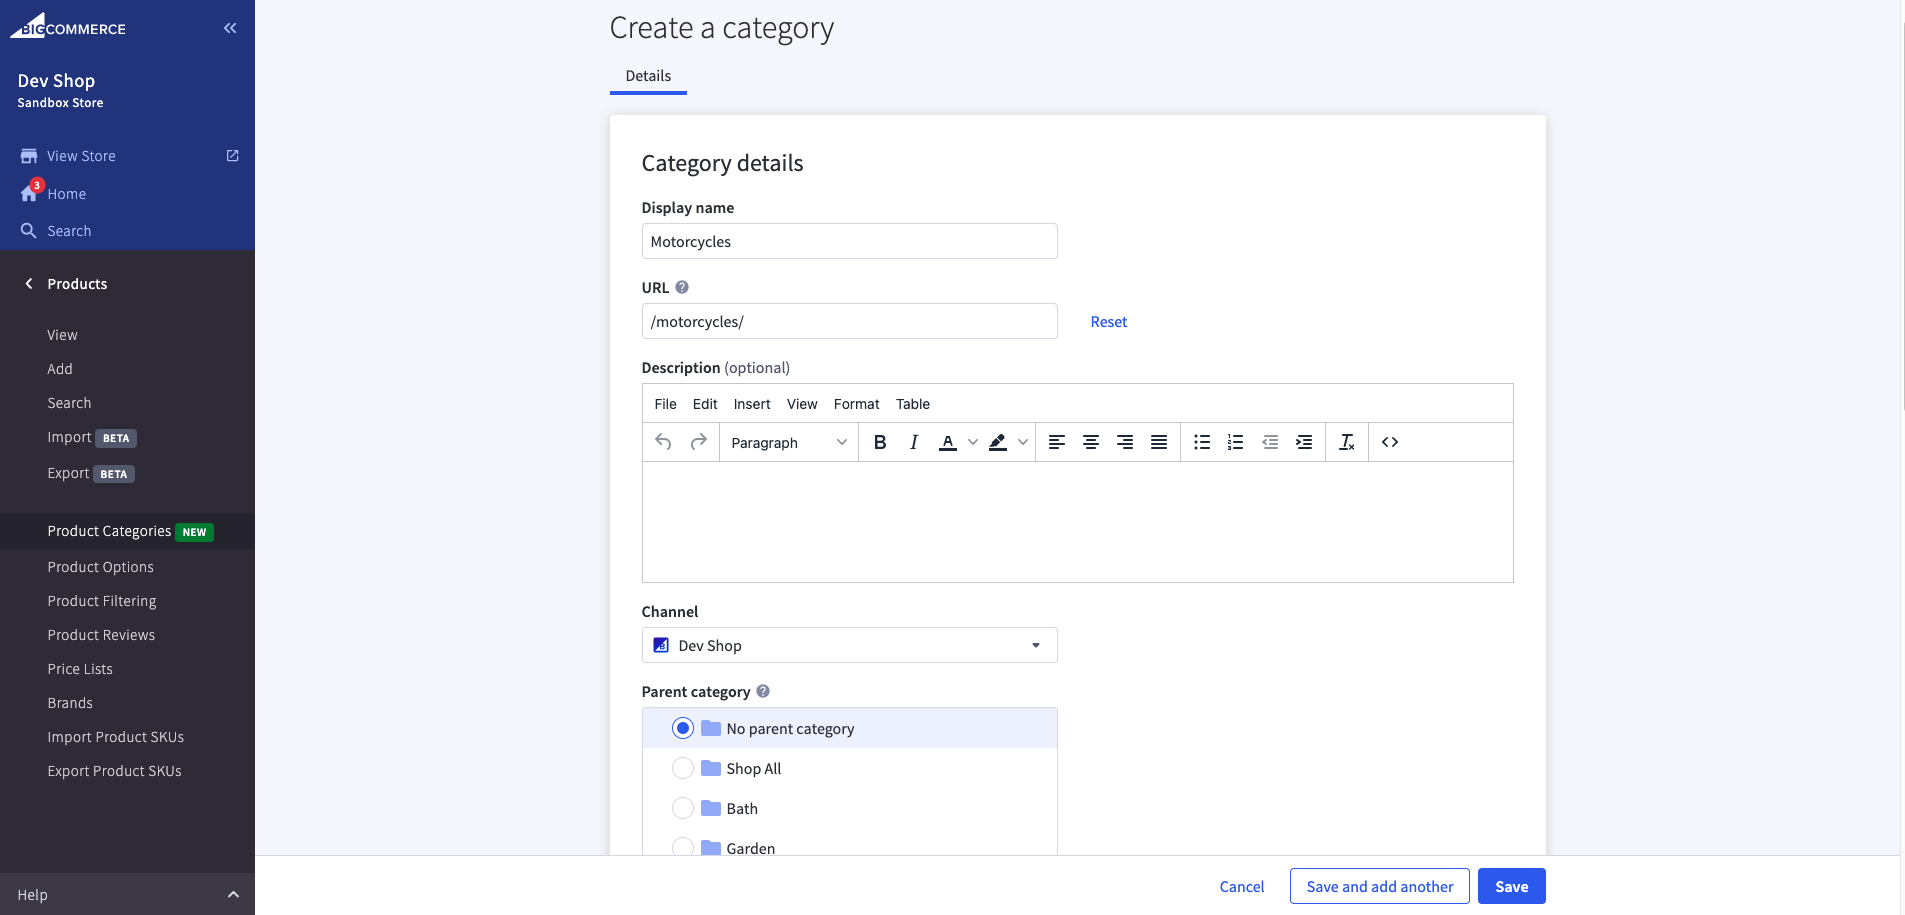 BIGCOMMERCE
Dev Shop
Sandbox Store
View Store
3
Home
Search
Products
View
Add
Search
Import BETA
Export BETA
Product Categories NEW
Product Options
Product Filtering
Product Reviews
Price Lists
Brands
Import Product SKUs
Export Product SKUs
Help
Create a category
Details
Category details
Display name
Motorcycles
URL ?
/motorcycles/
Reset
Description (optional)
File Edit Insert View Format Table
Paragraph B I A
Channel
Dev Shop
Parent category ?
No parent category
Shop All
Bath
Garden
Cancel Save and add another Save